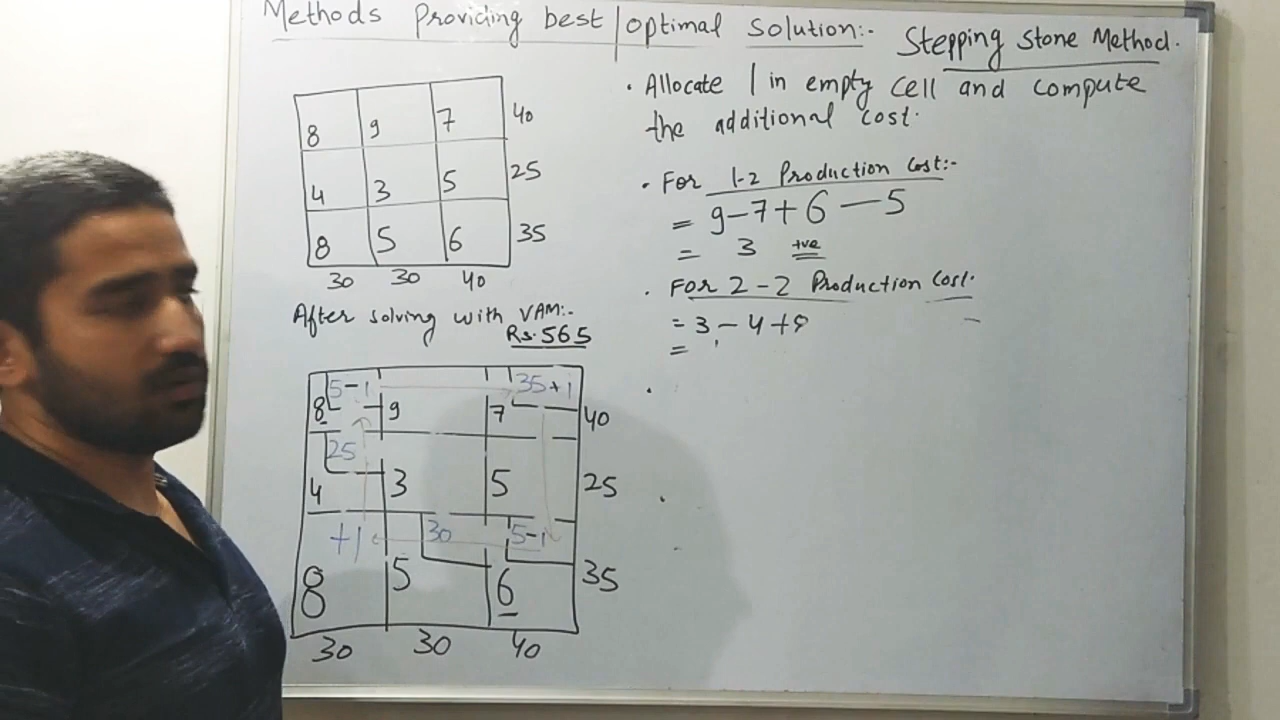 Methods Providing best/optimal solution:- Stepping Stone Method.
8 9 7 40
4 3 5 25
8 5 6 35
30 30 40
After solving with VAM:-
Rs.565
5-1 35+1
8 9 7 40
25
4 3 5 25
+1 30 5-1
8 5 6 35
30 30 40
• Allocate 1 in empty cell and compute
the additional cost.
• For 1-2 Production Cost:-
= 9-7+6-5
= 3 +ve
• For 2-2 Production Cost.
= 3-4+8
=